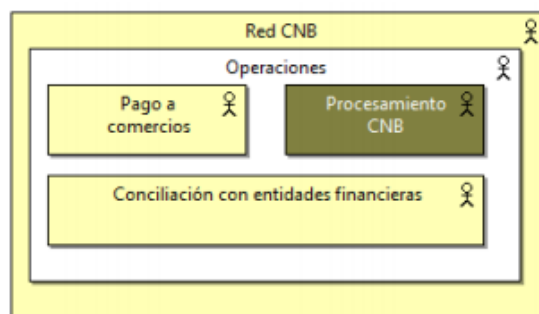 Red CNB
Operaciones
Pago a
comercios
Procesamiento
CNB
Conciliación con entidades financieras